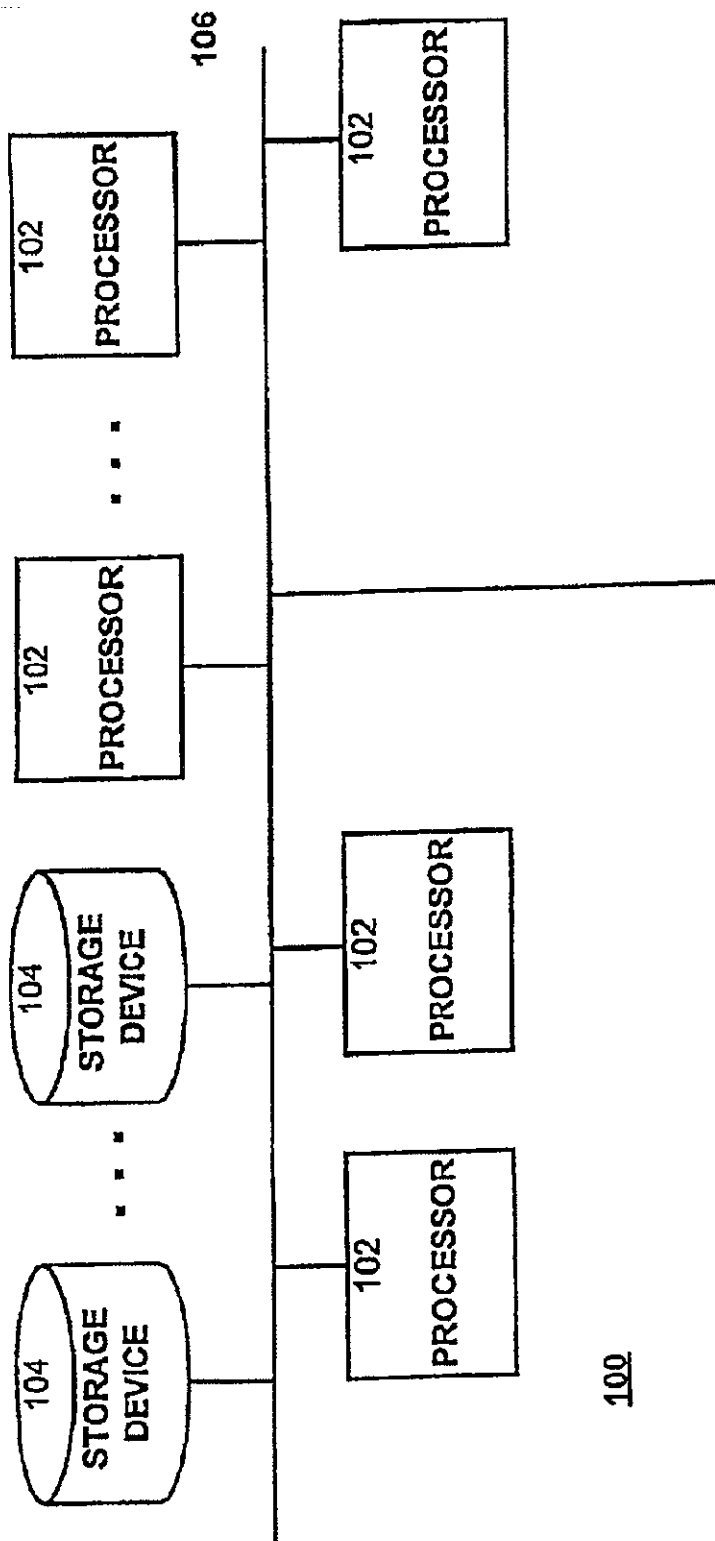 104
STORAGE
DEVICE
. . .
104
STORAGE
DEVICE
102
PROCESSOR
. . .
102
PROCESSOR
106
102
PROCESSOR
102
PROCESSOR
102
PROCESSOR
100